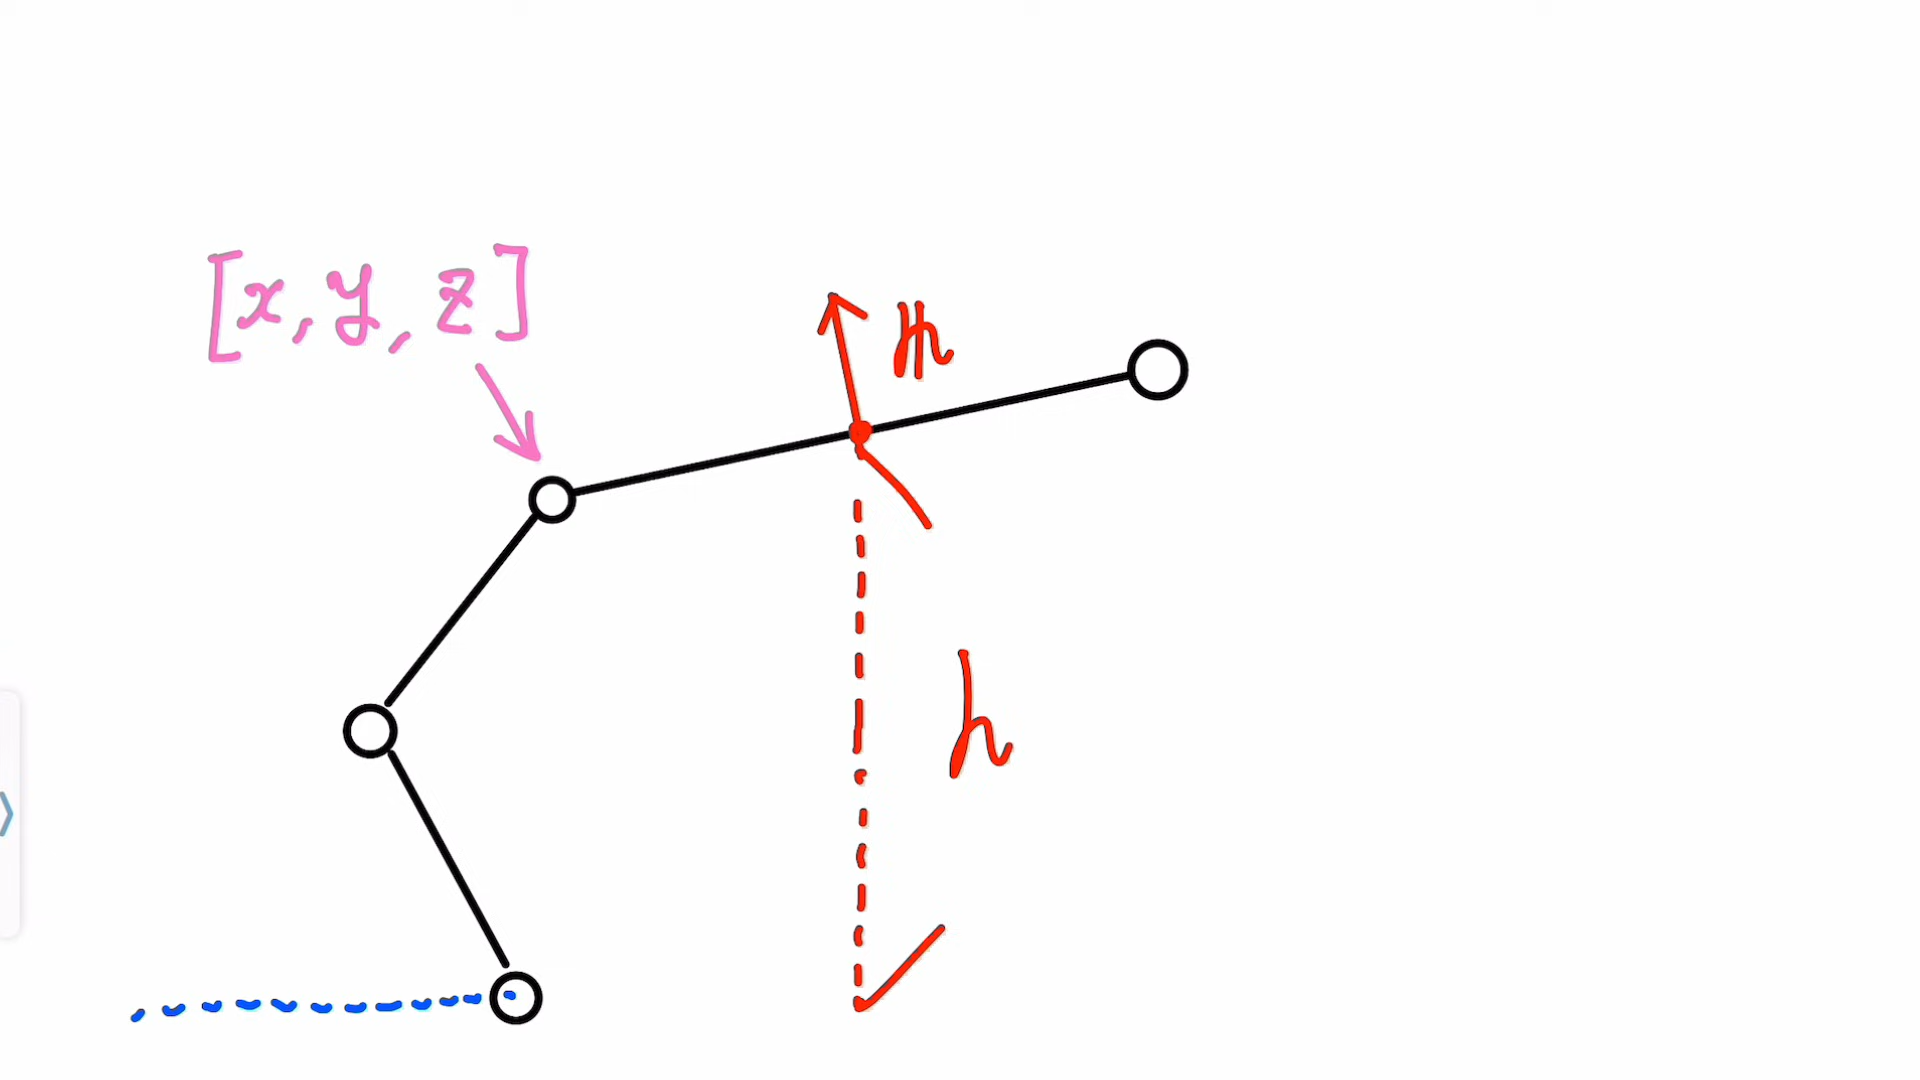 [x, y, z]
n
h